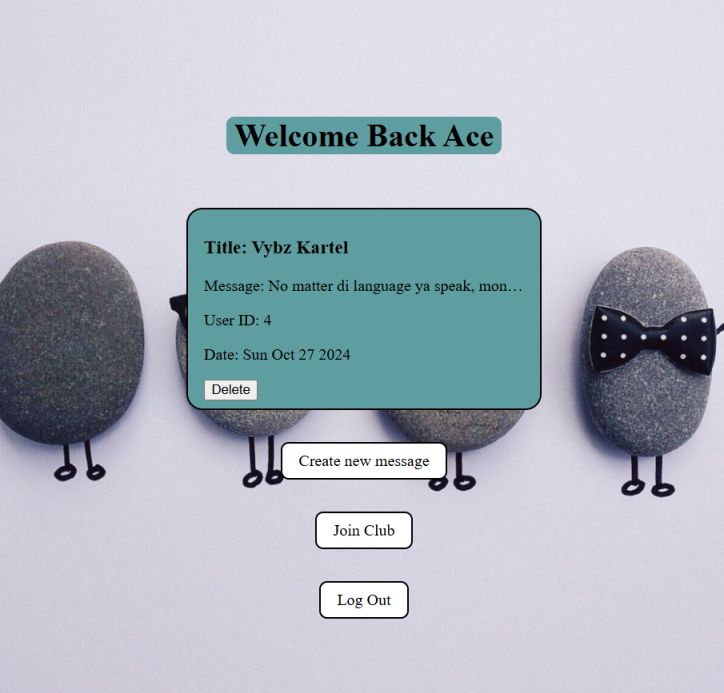 Welcome Back Ace
Title: Vybz Kartel
Message: No matter di language ya speak, mon…
User ID: 4
Date: Sun Oct 27 2024
Delete
Create new message
Join Club
Log Out